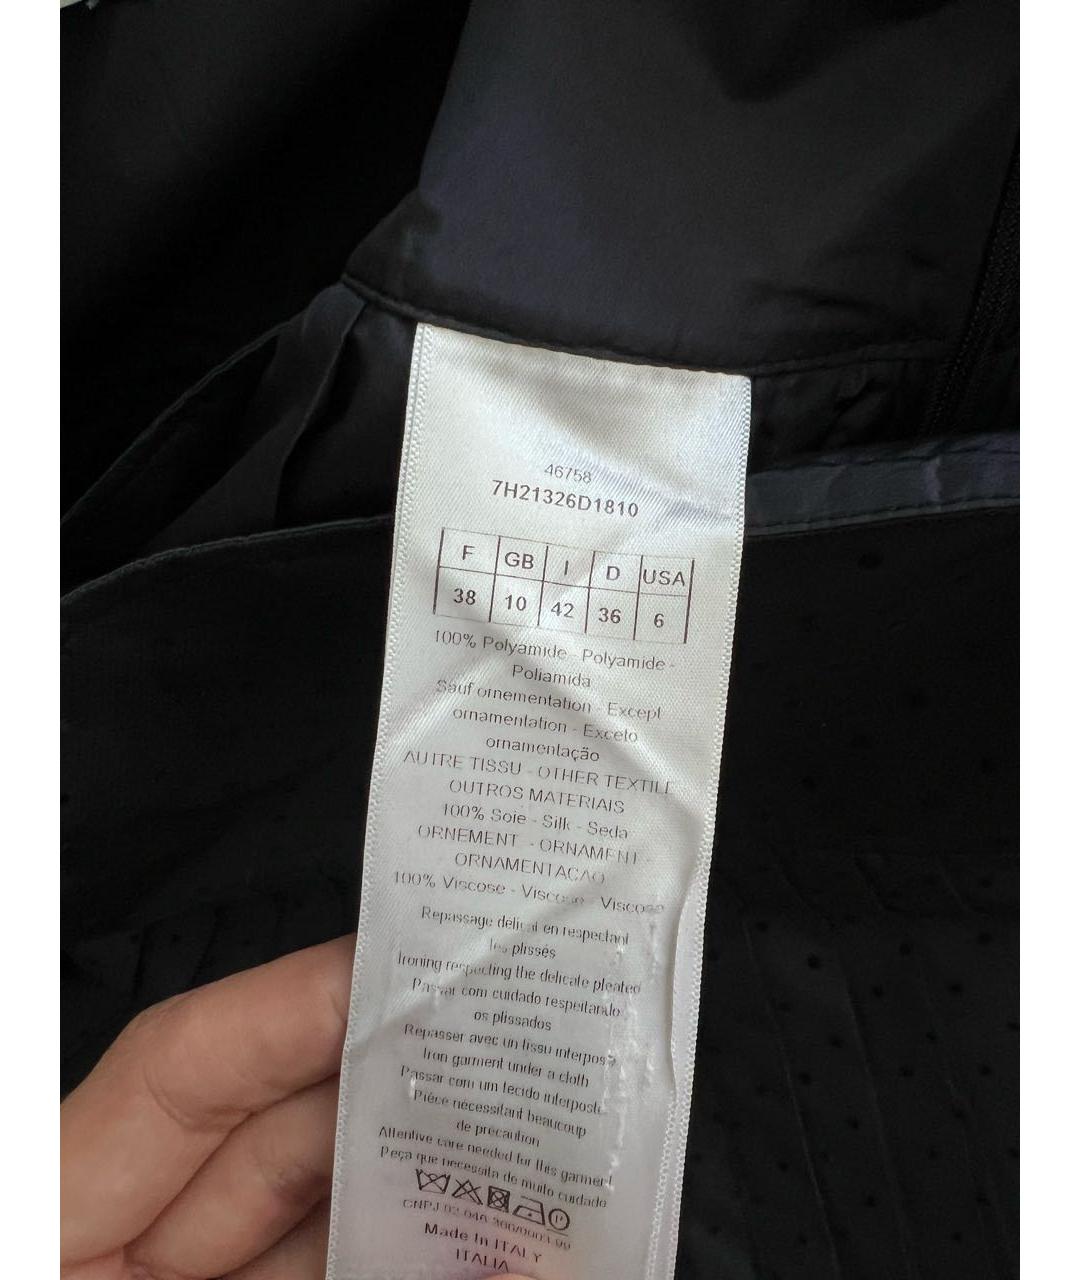 46758
7H21326D1810
F GB I D USA
38 10 42 36 6
100% Polyamide - Polyamide -
Poliamida
Sauf ornementation - Except
ornamentation - Exceto
ornamentação
AUTRE TISSU - OTHER TEXTILE
OUTROS MATERIAIS
100% Soie - Silk - Seda
ORNEMENT - ORNAMENT -
ORNAMENTACAO
100% Viscose - Viscose - Viscose
Repassage délicat en respectant
les plissés
Ironing respecting the delicate pleated
Passar com cuidado respeitando
os plissados
Repasser avec un tissu interposé
Iron garment under a cloth
Passar com um tecido interposto
Pièce nécessitant beaucoup
de précaution
Attentive care needed for this garment
Peça que necessita de muito cuidado
P
CNPJ 02.046
Made In ITALY
ITALIA